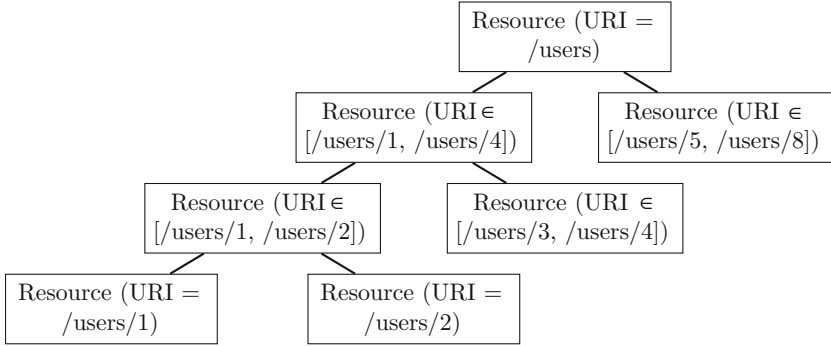 Resource (URI =
/users)
Resource (URI ∈
[/users/1, /users/4])
Resource (URI ∈
[/users/5, /users/8])
Resource (URI ∈
[/users/1, /users/2])
Resource (URI ∈
[/users/3, /users/4])
Resource (URI =
/users/1)
Resource (URI =
/users/2)